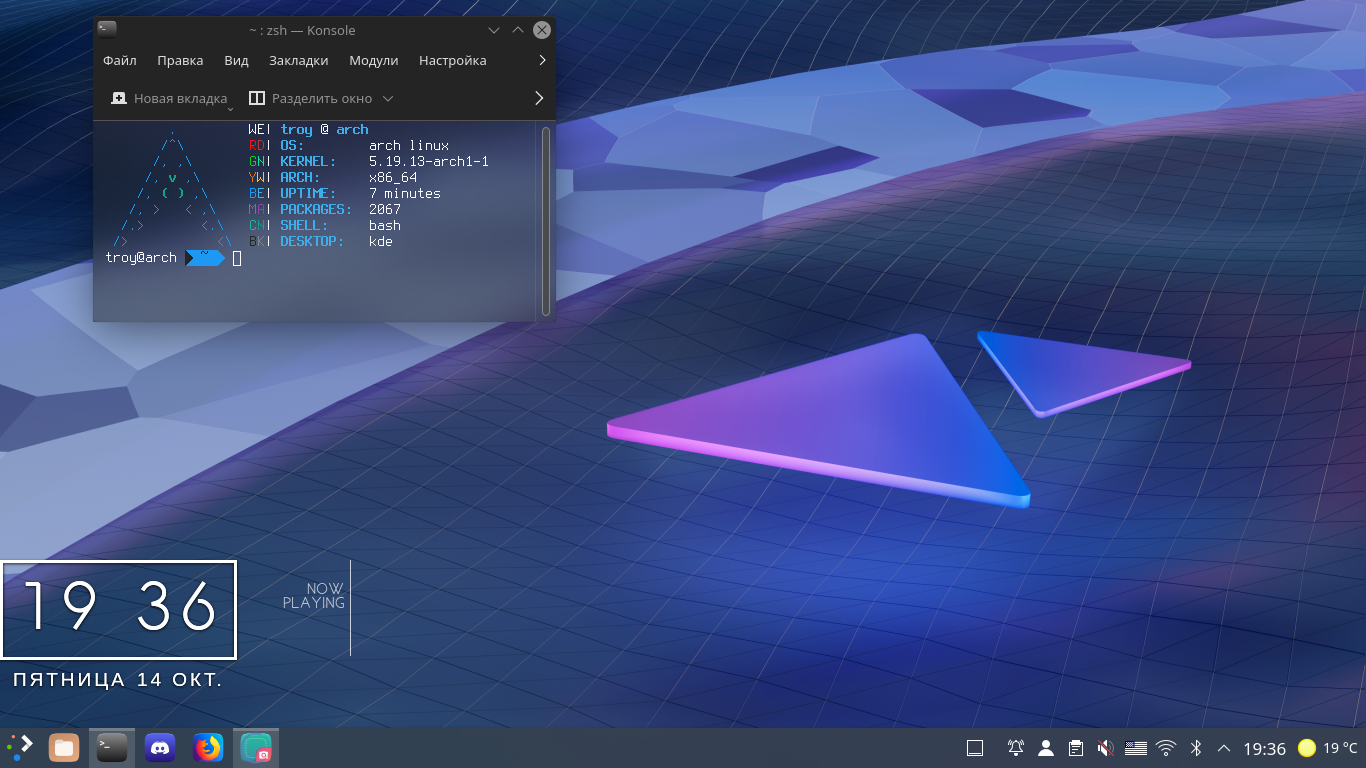 ~ : zsh — Konsole
Файл Правка Вид Закладки Модули Настройка
Новая вкладка Разделить окно
WE| troy @ arch
RD| OS: arch linux
GN| KERNEL: 5.19.13-arch1-1
YW| ARCH: x86_64
BE| UPTIME: 7 minutes
MA| PACKAGES: 2067
CN| SHELL: bash
BK| DESKTOP: kde
troy@arch ~
19 36
ПЯТНИЦА 14 ОКТ.
NOW
PLAYING
19:36 19 °C